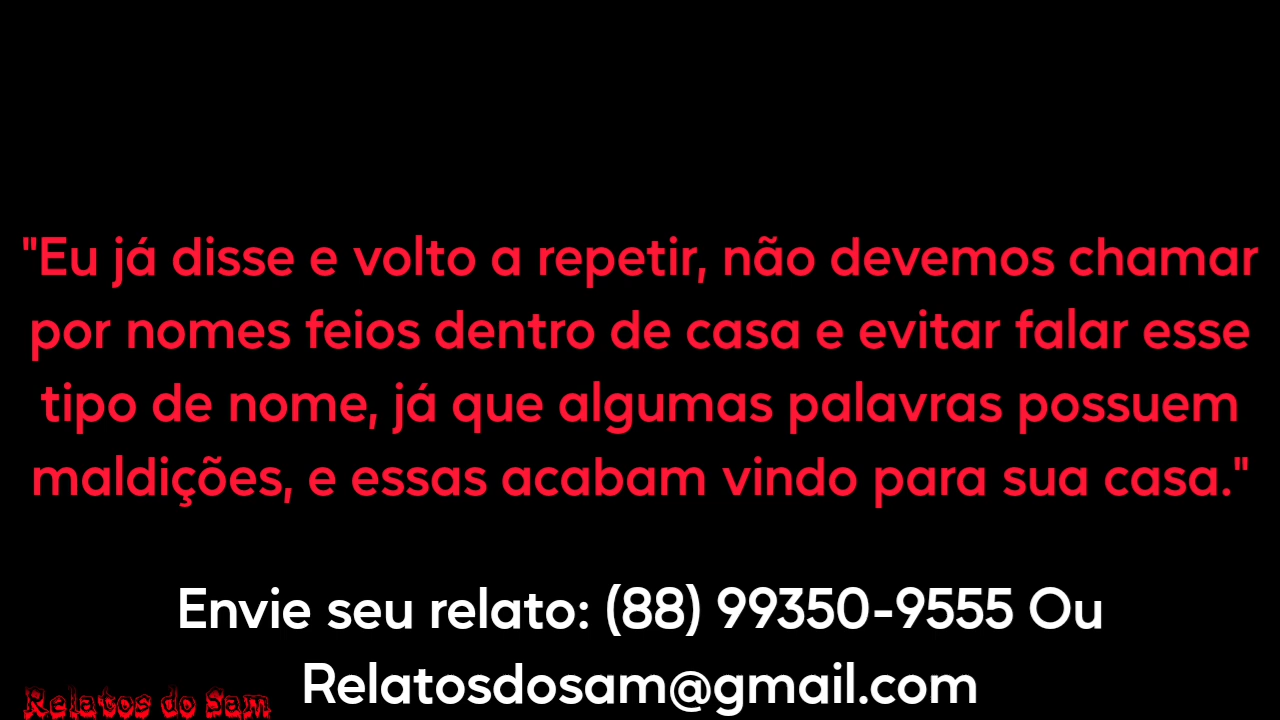 "Eu já disse e volto a repetir, não devemos chamar
por nomes feios dentro de casa e evitar falar esse
tipo de nome, já que algumas palavras possuem
maldições, e essas acabam vindo para sua casa."
Envie seu relato: (88) 99350-9555 Ou
Relatosdosam@gmail.com
Relatos do Sam